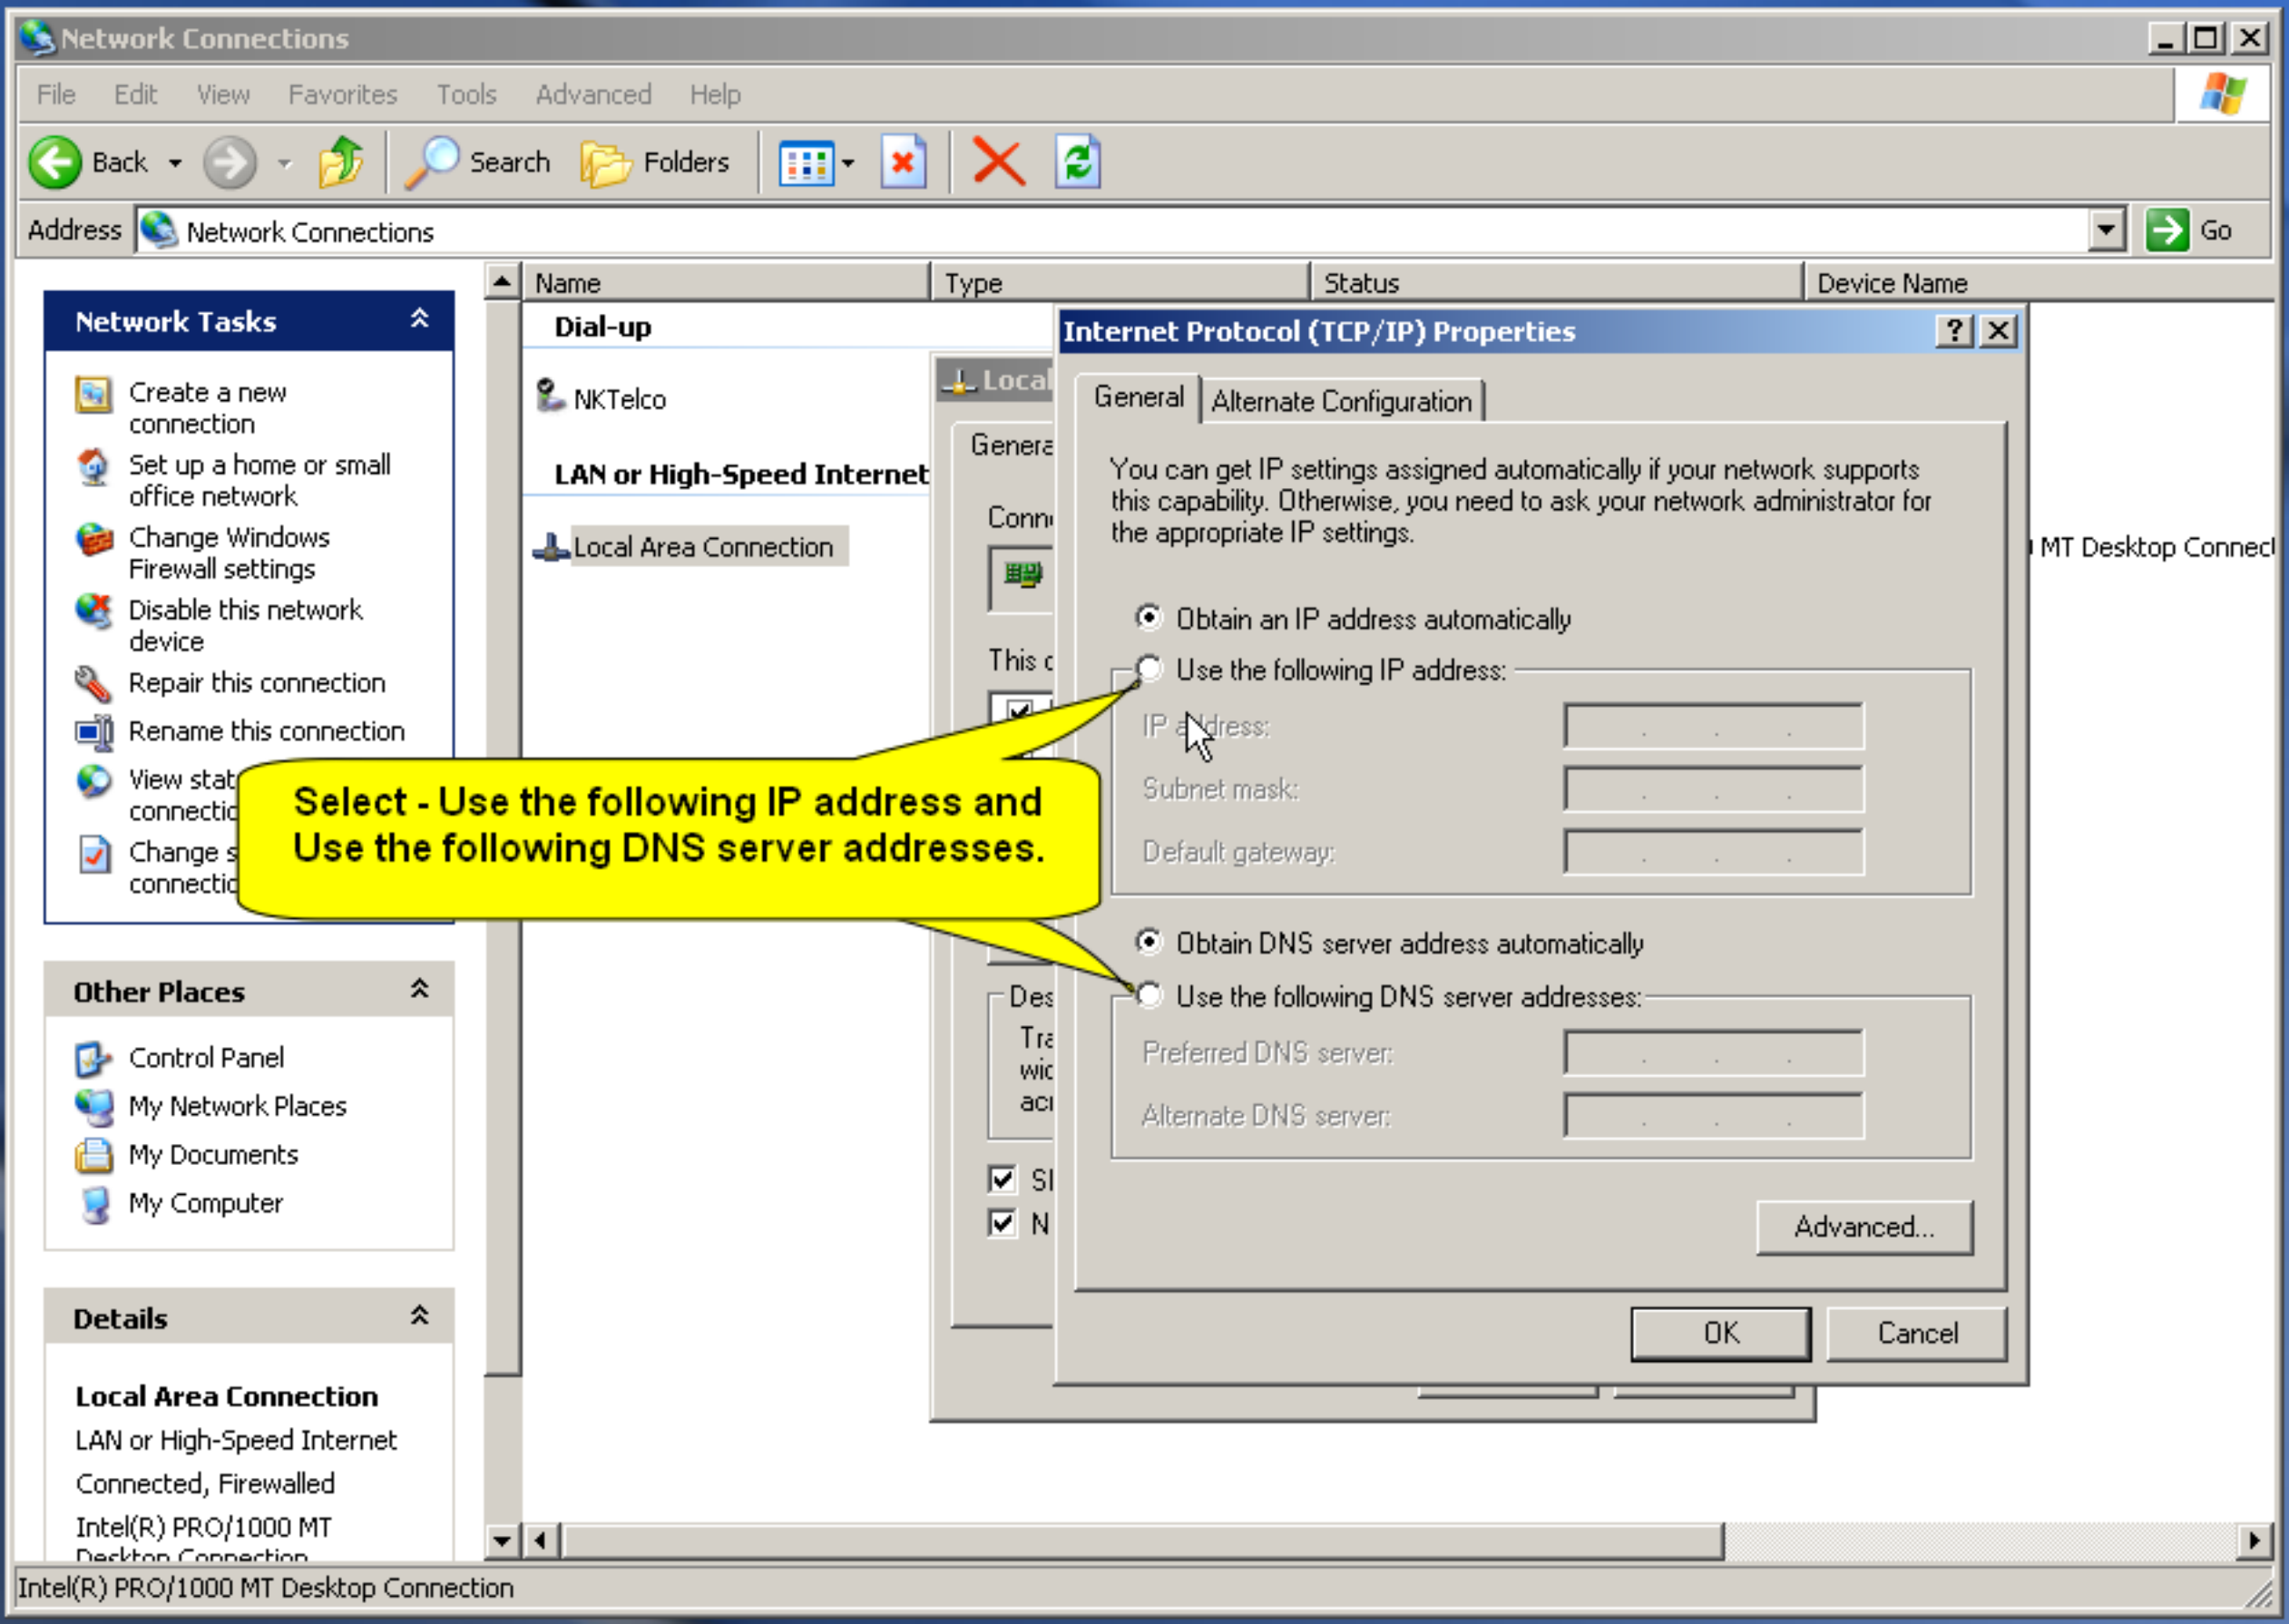 Network Connections
File Edit View Favorites Tools Advanced Help
Back Search Folders
Address Network Connections Go
Name Type Status Device Name
Network Tasks
Create a new
connection
Set up a home or small
office network
Change Windows
Firewall settings
Disable this network
device
Repair this connection
Rename this connection
View
Change
Other Places
Control Panel
My Network Places
My Documents
My Computer
Details
Local Area Connection
LAN or High-Speed Internet
Connected, Firewalled
Intel(R) PRO/1000 MT
Desktop Connection
Dial-up
NKTelco
LAN or High-Speed Internet
Local Area Connection
MT Desktop
Local
Select - Use the following IP address and
Use the following DNS server addresses.
Internet Protocol (TCP/IP) Properties
General Alternate Configuration
You can get IP settings assigned automatically if your network supports
this capability. Otherwise, you need to ask your network administrator for
the appropriate IP settings.
Obtain an IP address automatically
Use the following IP address:
IP address:
Subnet mask:
Default gateway:
Obtain DNS server address automatically
Use the following DNS server addresses:
Preferred DNS server:
Alternate DNS server:
Advanced...
OK Cancel
Intel(R) PRO/1000 MT Desktop Connection